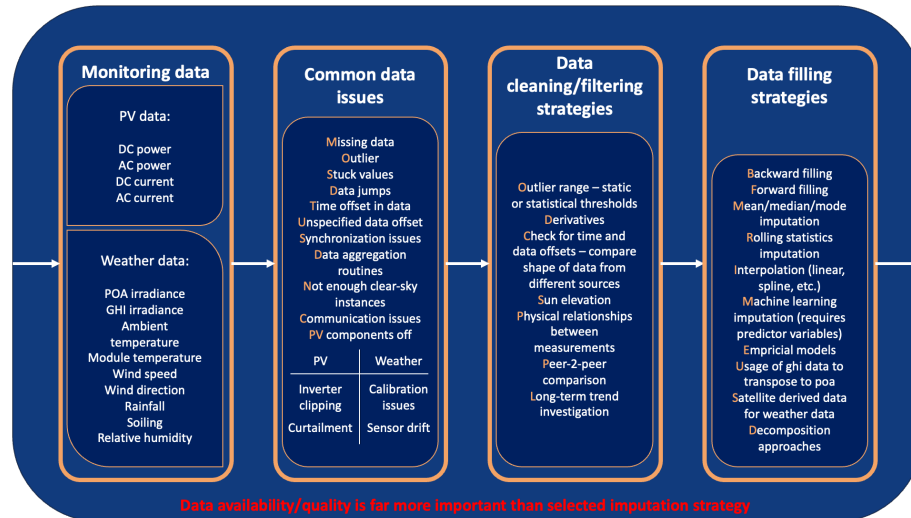 Monitoring data
PV data:
DC power
AC power
DC current
AC current
Weather data:
POA irradiance
GHI irradiance
Ambient
temperature
Module temperature
Wind speed
Wind direction
Rainfall
Soiling
Relative humidity
Common data
issues
Missing data
Outlier
Stuck values
Data jumps
Time offset in data
Unspecified data offset
Synchronization issues
Data aggregation
routines
Not enough clear-sky
instances
Communication issues
PV components off
PV
Weather
Inverter
clipping
Calibration
issues
Curtailment
Sensor drift
Data
cleaning/filtering
strategies
Outlier range – static
or statistical thresholds
Derivatives
Check for time and
data offsets – compare
shape of data from
different sources
Sun elevation
Physical relationships
between
measurements
Peer-2-peer
comparison
Long-term trend
investigation
Data filling
strategies
Backward filling
Forward filling
Mean/median/mode
imputation
Rolling statistics
imputation
Interpolation (linear,
spline, etc.)
Machine learning
imputation (requires
predictor variables)
Empricial models
Usage of ghi data to
transpose to poa
Satellite derived data
for weather data
Decomposition
approaches
Data availability/quality is far more important than selected imputation strategy